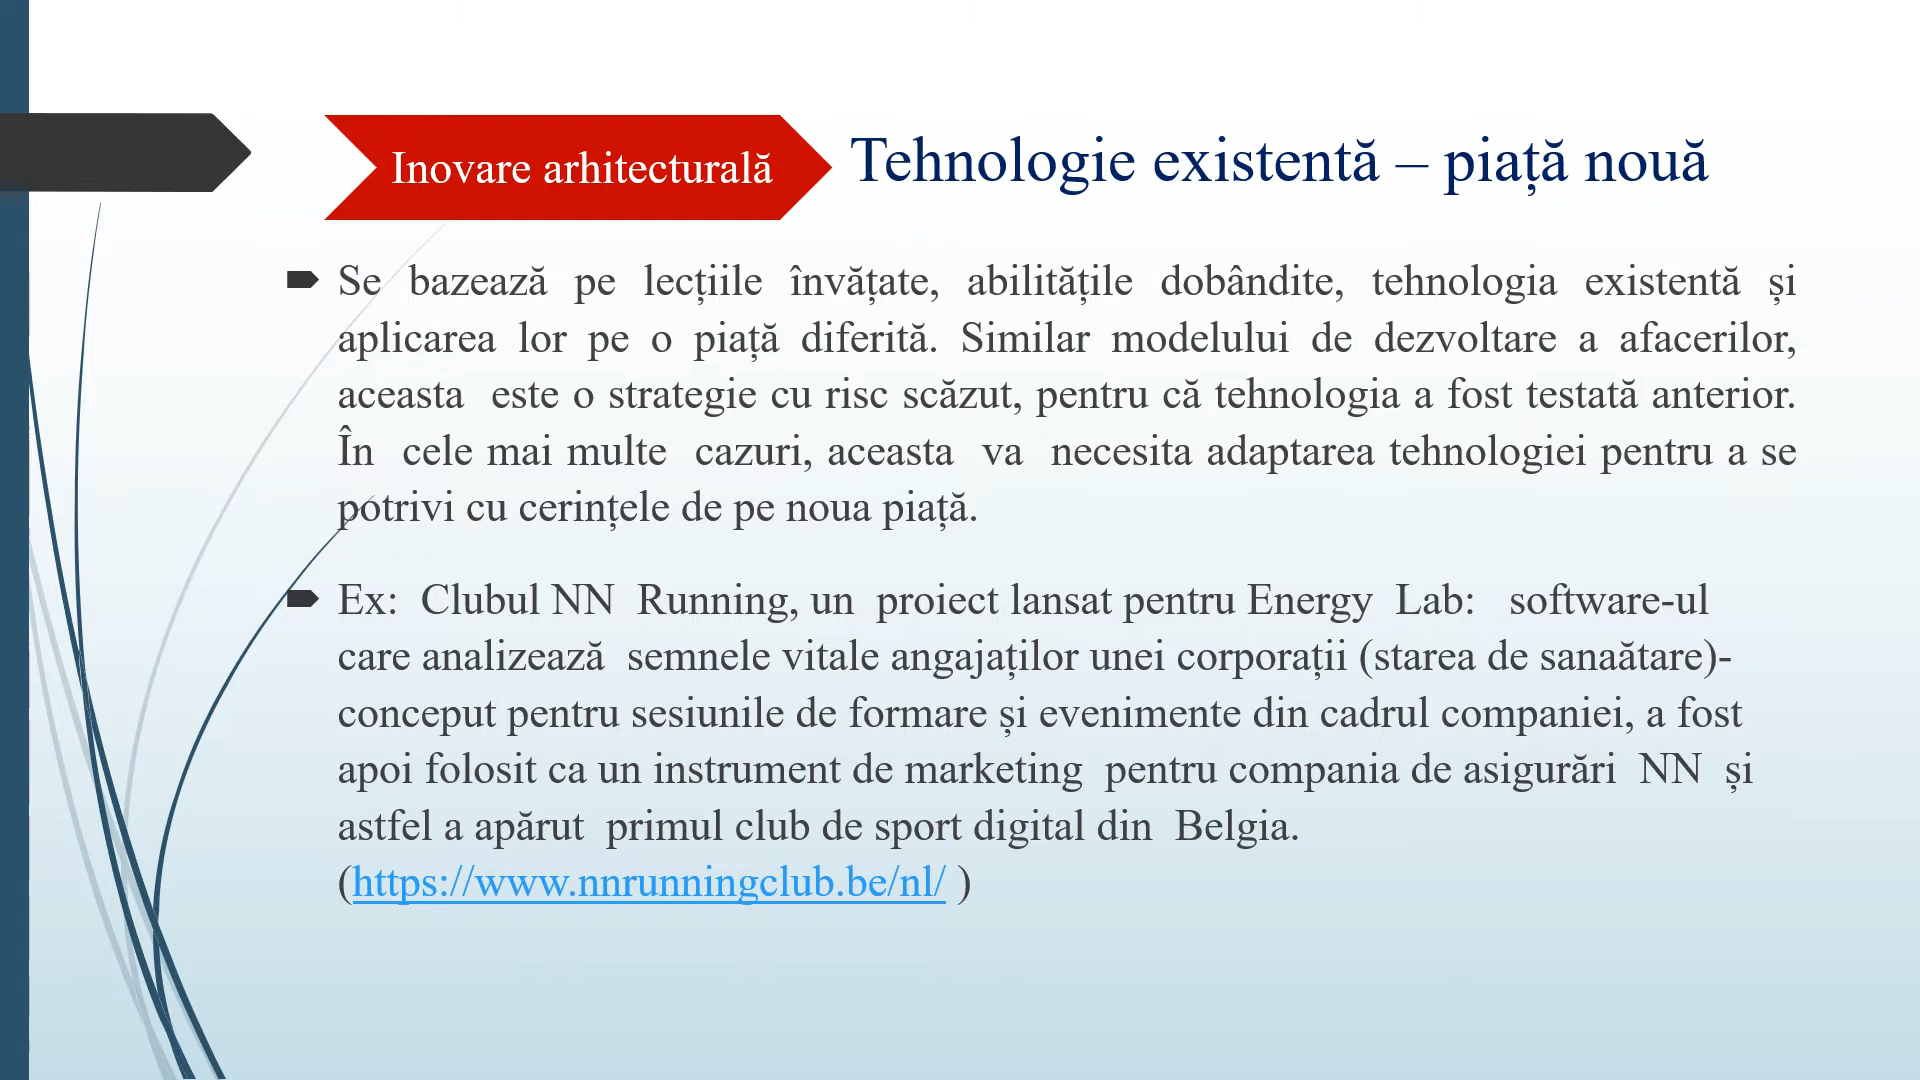 Inovare arhitecturală
Tehnologie existentă – piață nouă
Se bazează pe lecțiile învățate, abilitățile dobândite, tehnologia existentă și
aplicarea lor pe o piață diferită. Similar modelului de dezvoltare a afacerilor,
aceasta este o strategie cu risc scăzut, pentru că tehnologia a fost testată anterior.
În cele mai multe cazuri, aceasta va necesita adaptarea tehnologiei pentru a se
potrivi cu cerințele de pe noua piață.
Ex: Clubul NN Running, un proiect lansat pentru Energy Lab: software-ul
care analizează semnele vitale angajaților unei corporații (starea de sanaătare)-
conceput pentru sesiunile de formare și evenimente din cadrul companiei, a fost
apoi folosit ca un instrument de marketing pentru compania de asigurări NN și
astfel a apărut primul club de sport digital din Belgia.
(https://www.nnrunningclub.be/nl/ )